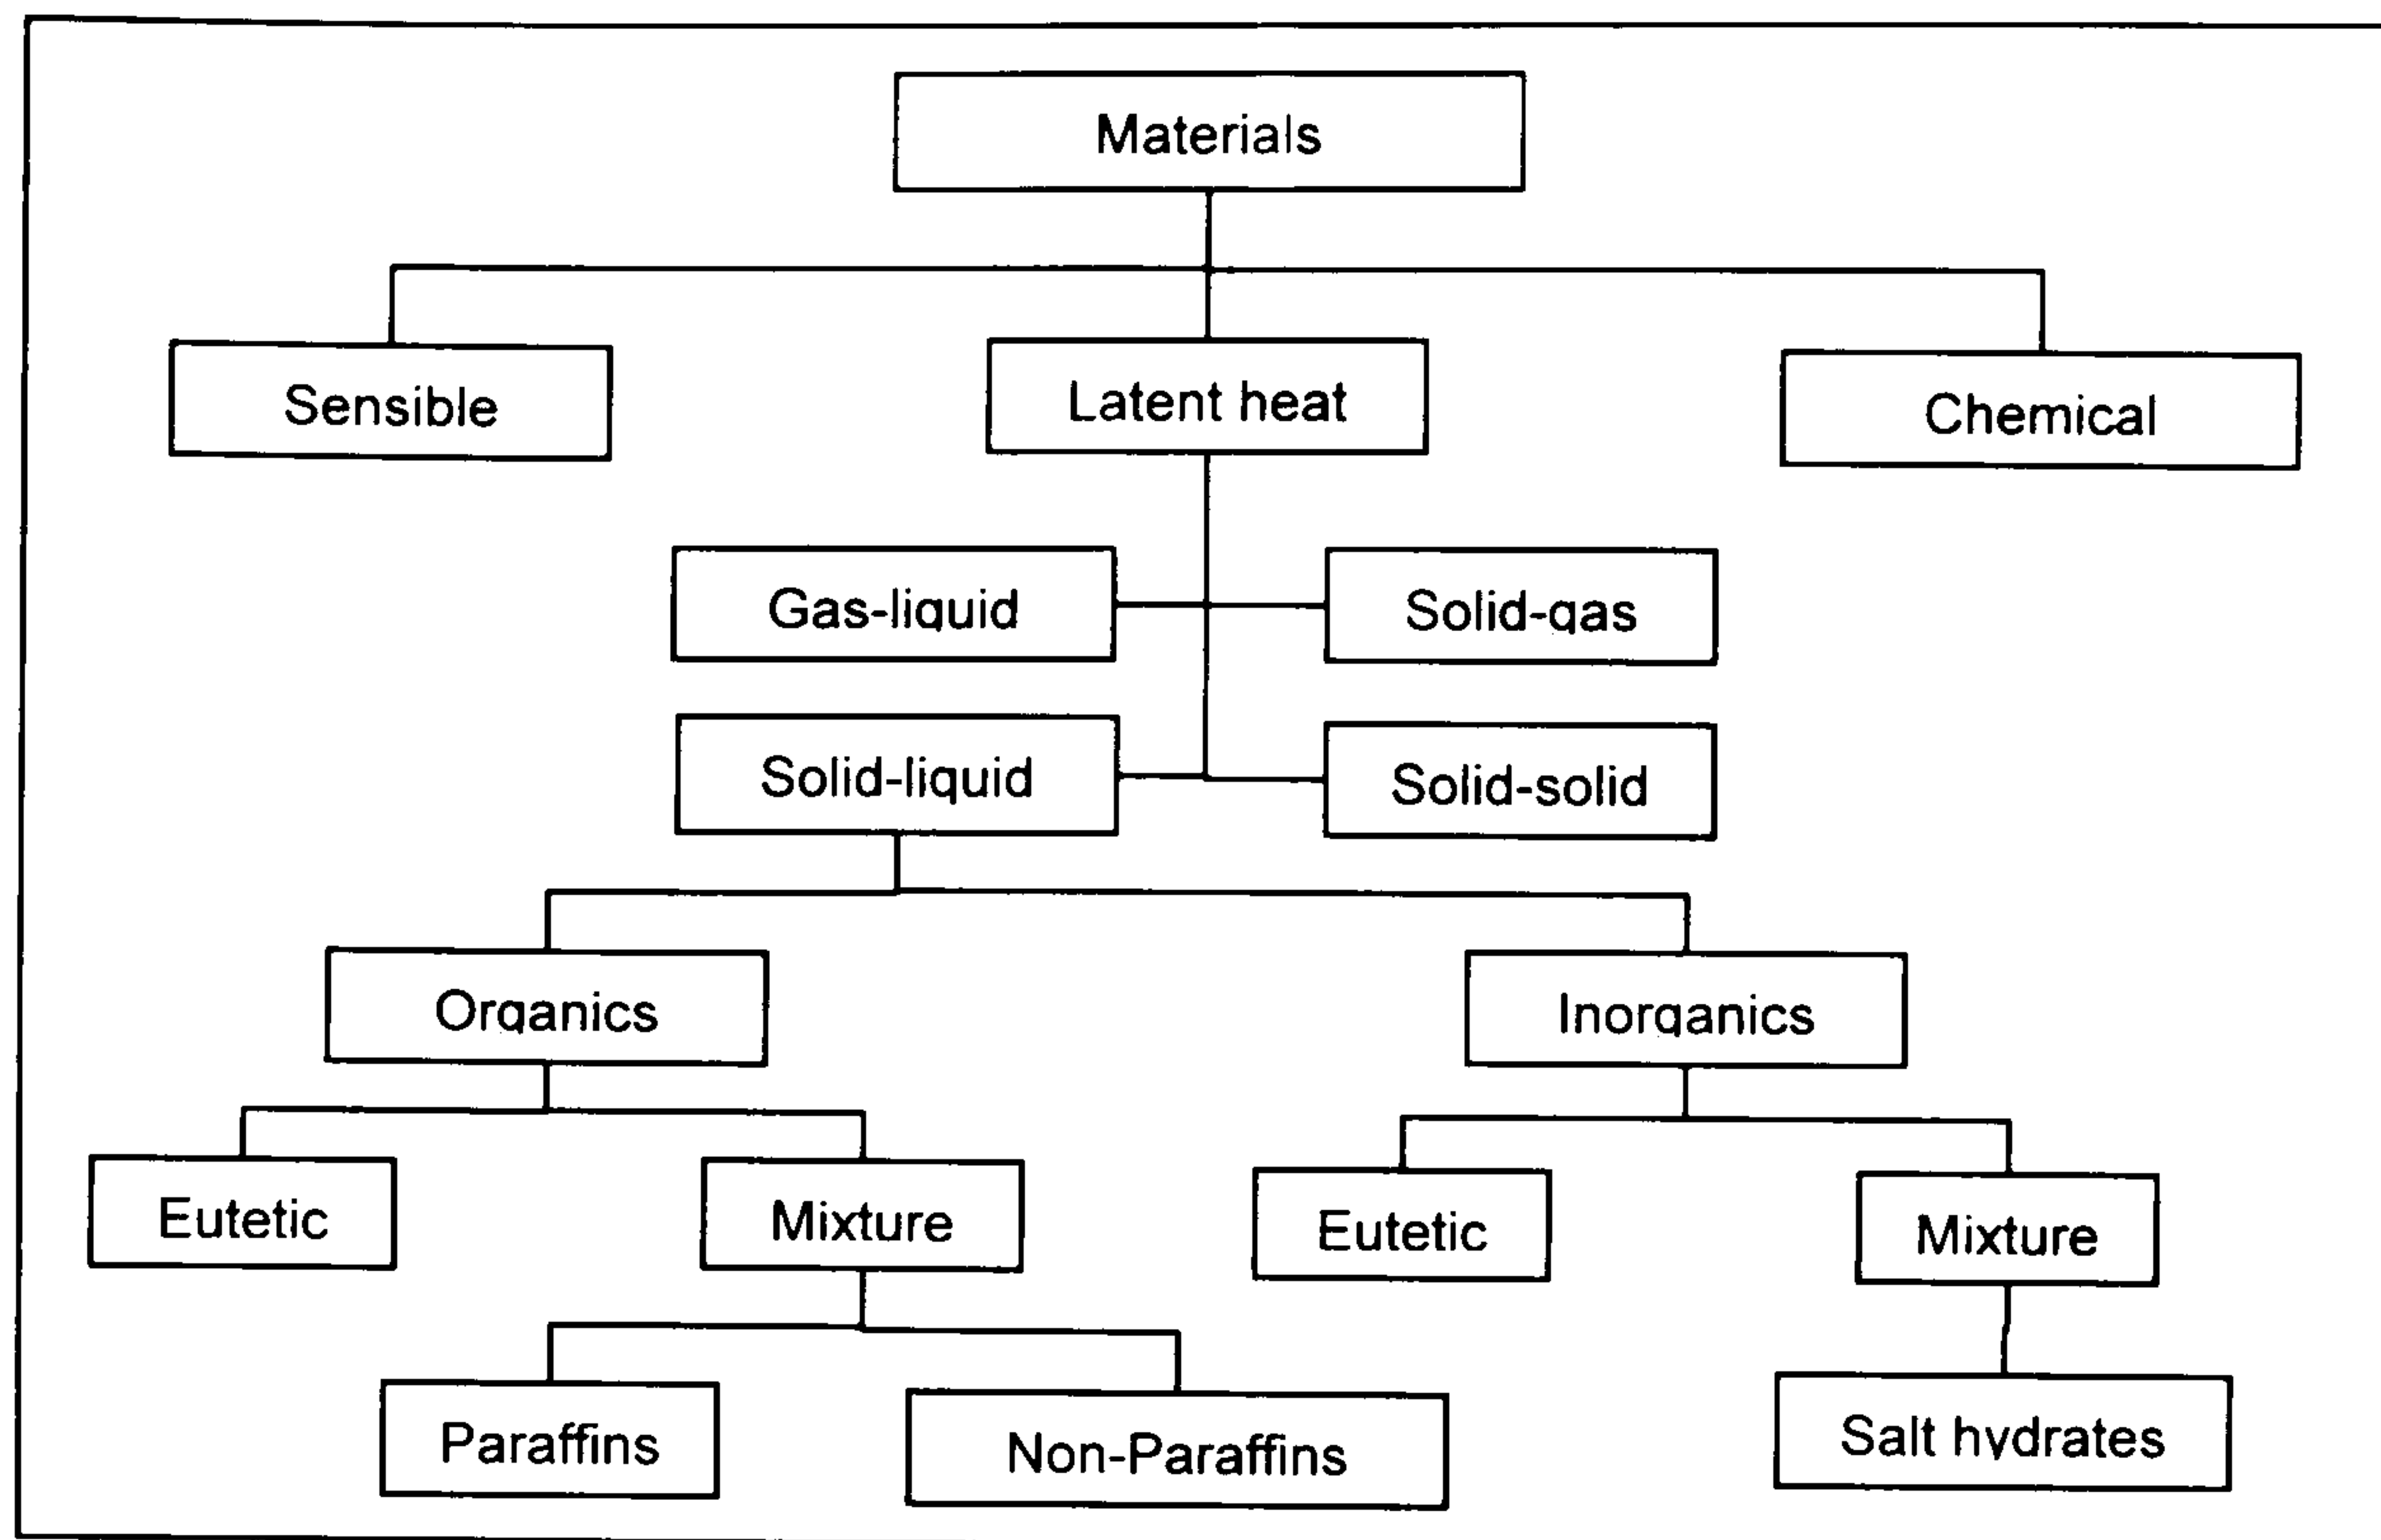 Materials
Sensible
Latent heat
Chemical
Gas-liquid
Solid-gas
Solid-liquid
Solid-solid
Organics
Inorganics
Eutetic
Mixture
Eutetic
Mixture
Paraffins
Non-Paraffins
Salt hydrates